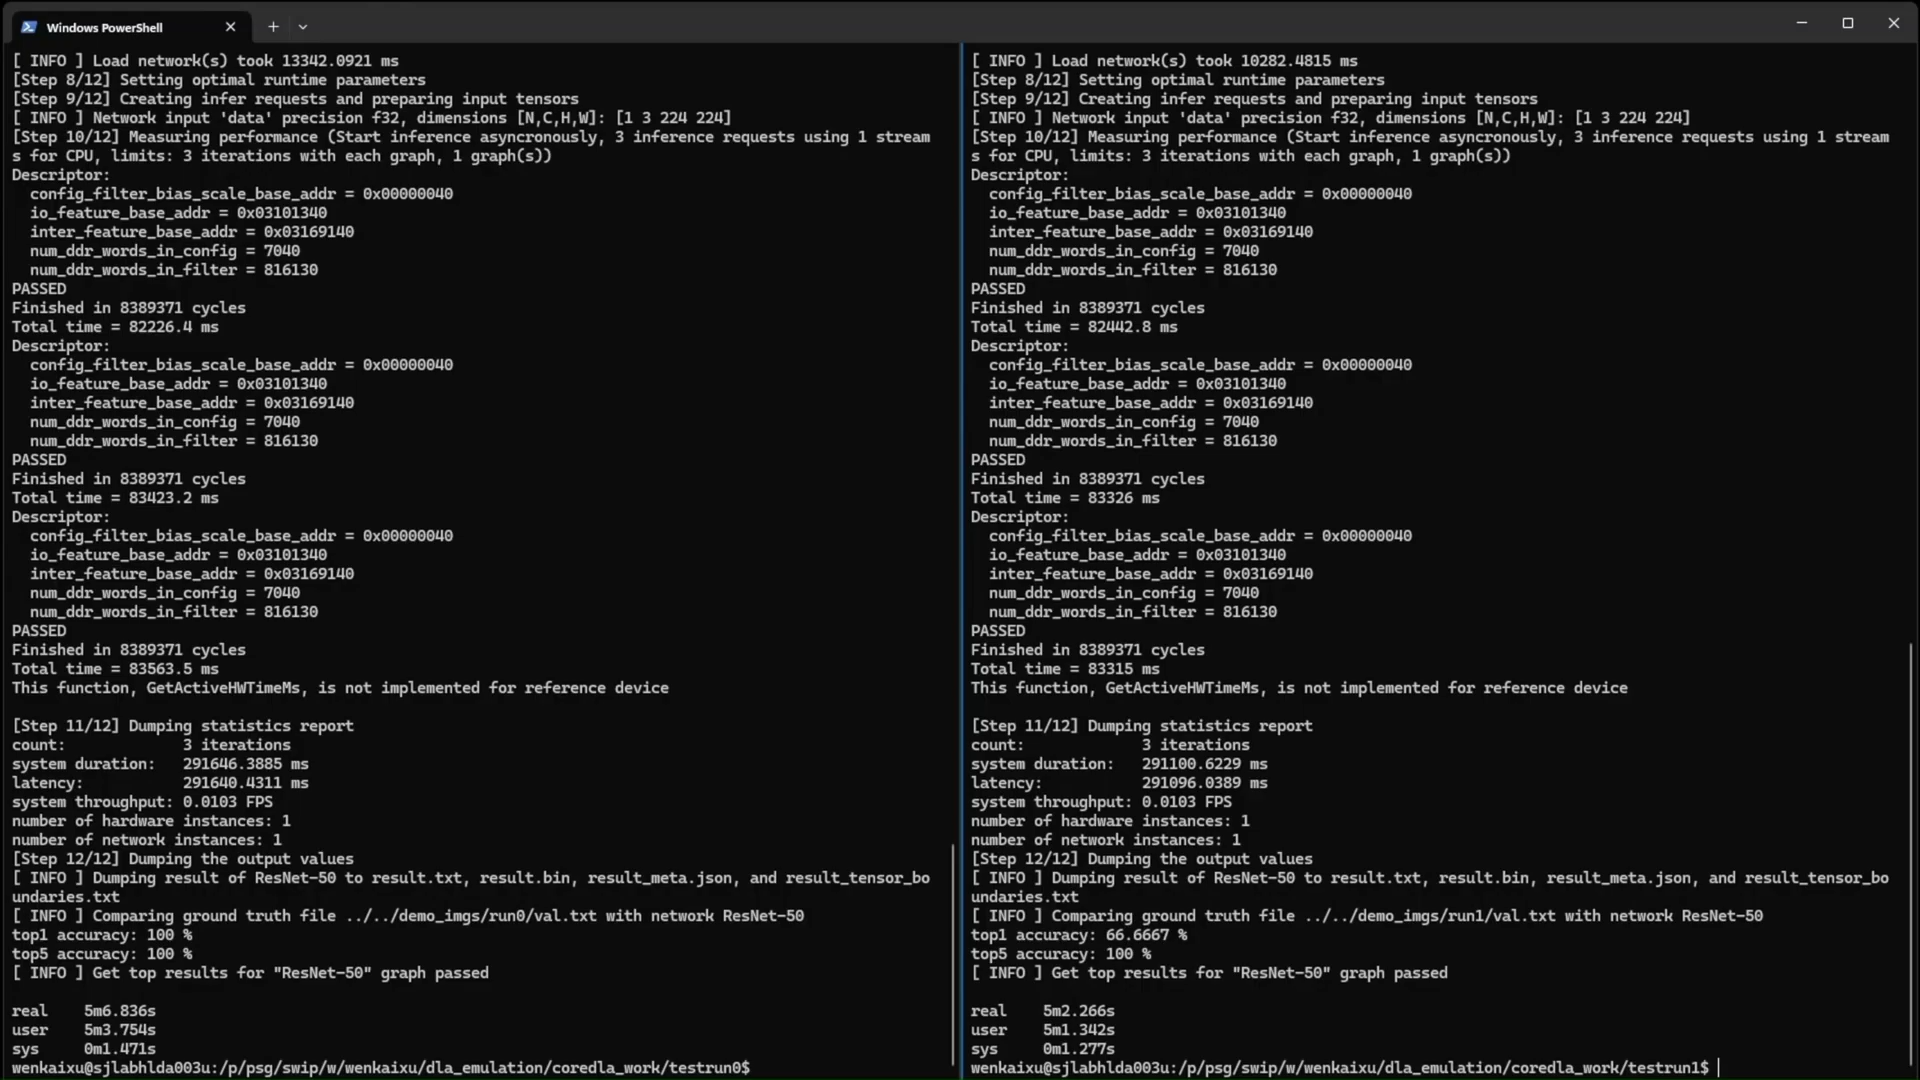 Windows PowerShell
[ INFO ] Load network(s) took 13342.0921 ms
[Step 8/12] Setting optimal runtime parameters
[Step 9/12] Creating infer requests and preparing input tensors
[ INFO ] Network input 'data' precision f32, dimensions [N,C,H,W]: [1 3 224 224]
[Step 10/12] Measuring performance (Start inference asyncronously, 3 inference requests using 1 stream
s for CPU, limits: 3 iterations with each graph, 1 graph(s))
Descriptor:
  config_filter_bias_scale_base_addr = 0x00000040
  io_feature_base_addr = 0x03101340
  inter_feature_base_addr = 0x03169140
  num_ddr_words_in_config = 7040
  num_ddr_words_in_filter = 816130
PASSED
Finished in 8389371 cycles
Total time = 82226.4 ms
Descriptor:
  config_filter_bias_scale_base_addr = 0x00000040
  io_feature_base_addr = 0x03101340
  inter_feature_base_addr = 0x03169140
  num_ddr_words_in_config = 7040
  num_ddr_words_in_filter = 816130
PASSED
Finished in 8389371 cycles
Total time = 83423.2 ms
Descriptor:
  config_filter_bias_scale_base_addr = 0x00000040
  io_feature_base_addr = 0x03101340
  inter_feature_base_addr = 0x03169140
  num_ddr_words_in_config = 7040
  num_ddr_words_in_filter = 816130
PASSED
Finished in 8389371 cycles
Total time = 83563.5 ms
This function, GetActiveHWTimeMs, is not implemented for reference device
[Step 11/12] Dumping statistics report
count:             3 iterations
system duration:   291646.3885 ms
latency:           291640.4311 ms
system throughput: 0.0103 FPS
number of hardware instances: 1
number of network instances: 1
[Step 12/12] Dumping the output values
[ INFO ] Dumping result of ResNet-50 to result.txt, result.bin, result_meta.json, and result_tensor_bo
undaries.txt
[ INFO ] Comparing ground truth file ../../demo_imgs/run0/val.txt with network ResNet-50
top1 accuracy: 100 %
top5 accuracy: 100 %
[ INFO ] Get top results for "ResNet-50" graph passed
real    5m6.836s
user    5m3.754s
sys     0m1.471s
wenkaixu@sjlabhlda003u:/p/psg/swip/w/wenkaixu/dla_emulation/coredla_work/testrun0$
[ INFO ] Load network(s) took 10282.4815 ms
[Step 8/12] Setting optimal runtime parameters
[Step 9/12] Creating infer requests and preparing input tensors
[ INFO ] Network input 'data' precision f32, dimensions [N,C,H,W]: [1 3 224 224]
[Step 10/12] Measuring performance (Start inference asyncronously, 3 inference requests using 1 stream
s for CPU, limits: 3 iterations with each graph, 1 graph(s))
Descriptor:
  config_filter_bias_scale_base_addr = 0x00000040
  io_feature_base_addr = 0x03101340
  inter_feature_base_addr = 0x03169140
  num_ddr_words_in_config = 7040
  num_ddr_words_in_filter = 816130
PASSED
Finished in 8389371 cycles
Total time = 82442.8 ms
Descriptor:
  config_filter_bias_scale_base_addr = 0x00000040
  io_feature_base_addr = 0x03101340
  inter_feature_base_addr = 0x03169140
  num_ddr_words_in_config = 7040
  num_ddr_words_in_filter = 816130
PASSED
Finished in 8389371 cycles
Total time = 83326 ms
Descriptor:
  config_filter_bias_scale_base_addr = 0x00000040
  io_feature_base_addr = 0x03101340
  inter_feature_base_addr = 0x03169140
  num_ddr_words_in_config = 7040
  num_ddr_words_in_filter = 816130
PASSED
Finished in 8389371 cycles
Total time = 83315 ms
This function, GetActiveHWTimeMs, is not implemented for reference device
[Step 11/12] Dumping statistics report
count:             3 iterations
system duration:   291100.6229 ms
latency:           291096.0389 ms
system throughput: 0.0103 FPS
number of hardware instances: 1
number of network instances: 1
[Step 12/12] Dumping the output values
[ INFO ] Dumping result of ResNet-50 to result.txt, result.bin, result_meta.json, and result_tensor_bo
undaries.txt
[ INFO ] Comparing ground truth file ../../demo_imgs/run1/val.txt with network ResNet-50
top1 accuracy: 66.6667 %
top5 accuracy: 100 %
[ INFO ] Get top results for "ResNet-50" graph passed
real    5m2.266s
user    5m1.342s
sys     0m1.277s
wenkaixu@sjlabhlda003u:/p/psg/swip/w/wenkaixu/dla_emulation/coredla_work/testrun1$